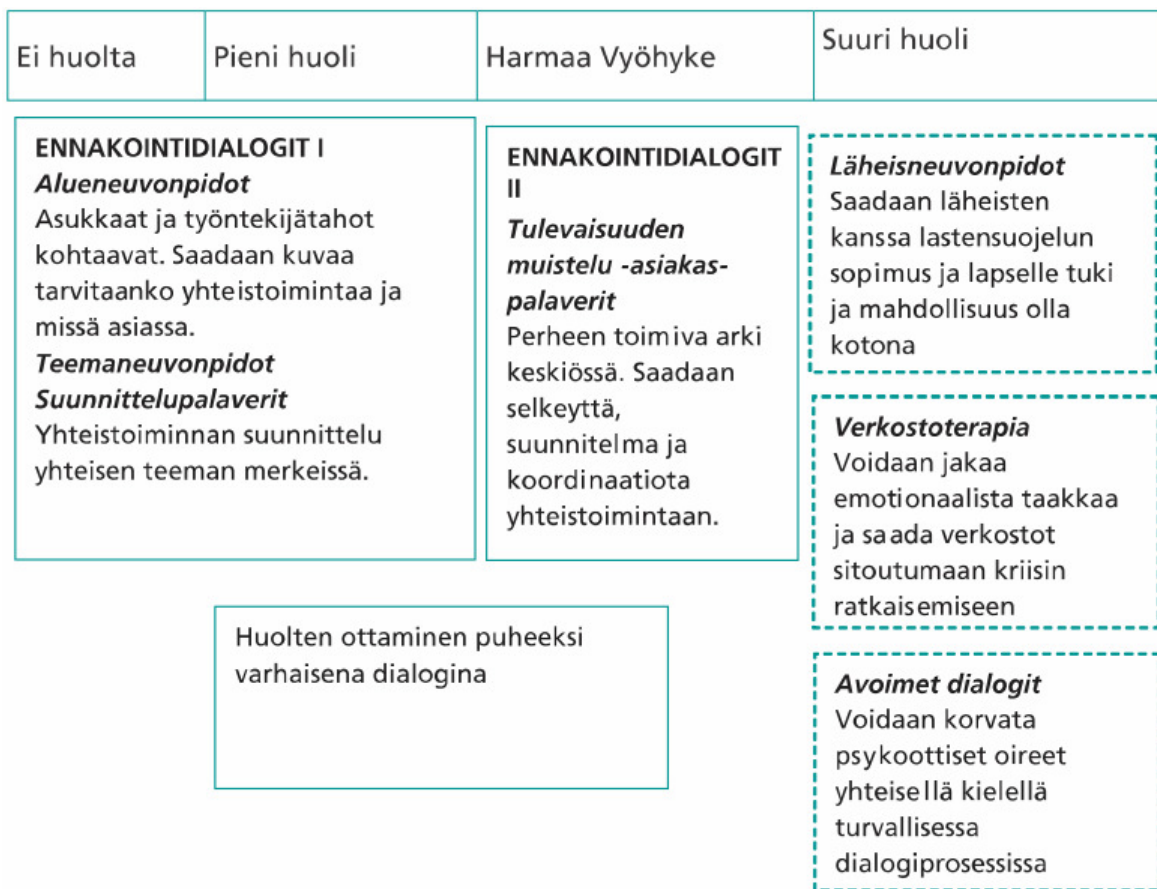 Ei huolta
Pieni huoli
Harmaa Vyöhyke
Suuri huoli
ENNAKOINTIDIALOGIT I
Alueneuvonpidot
Asukkaat ja työntekijätahot
kohtaavat. Saadaan kuvaa
tarvitaanko yhteistoimintaa ja
missä asiassa.
Teemaneuvonpidot
Suunnittelupalaverit
Yhteistoiminnan suunnittelu
yhteisen teeman merkeissä.
ENNAKOINTIDIALOGIT
II
Tulevaisuuden
muistelu -asiakas-
palaverit
Perheen toimiva arki
keskiössä. Saadaan
selkeyttä,
suunnitelma ja
koordinaatiota
yhteistoimintaan.
Läheisneuvonpidot
Saadaan läheisten
kanssa lastensuojelun
sopimus ja lapselle tuki
ja mahdollisuus olla
kotona
Verkostoterapia
Voidaan jakaa
emotionaalista taakkaa
ja saada verkostot
sitoutumaan kriisin
ratkaisemiseen
Avoimet dialogit
Voidaan korvata
psykoottiset oireet
yhteisellä kielellä
turvallisessa
dialogiprosessissa
Huolten ottaminen puheeksi
varhaisena dialogina